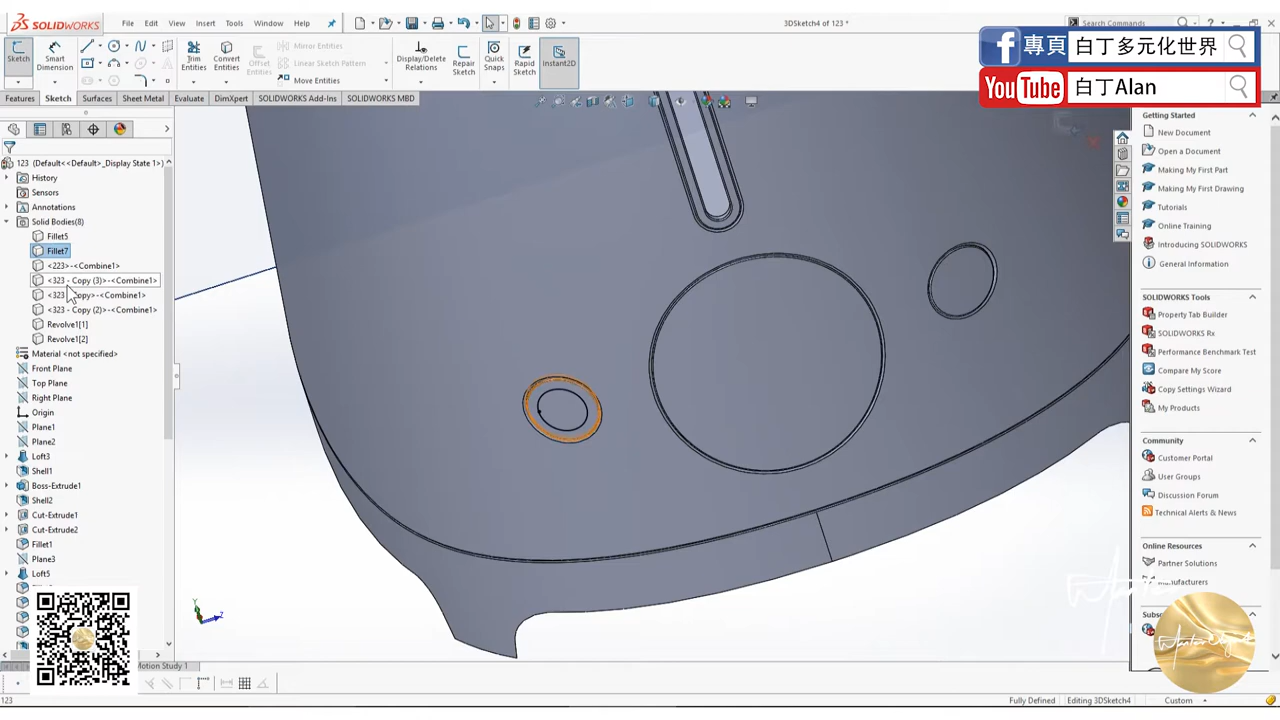 SOLIDWORKS
File Edit View Insert Tools Window Help
3DSketch4 of 123 *
Search Commands
專頁 白丁多元化世界
YouTube 白丁Alan
Sketch
Smart Dimension
Trim Entities
Convert Entities
Offset Entities
Mirror Entities
Linear Sketch Pattern
Move Entities
Display/Delete Relations
Repair Sketch
Quick Snaps
Rapid Sketch
Instant2D
Features Sketch Surfaces Sheet Metal Evaluate DimXpert SOLIDWORKS Add-Ins SOLIDWORKS MBD
123 (Default<<Default>_Display State 1>)
History
Sensors
Annotations
Solid Bodies(8)
Fillet5
Fillet7
<223>-<Combine1>
<323 - Copy (3)>-<Combine1>
<323 - Copy>-<Combine1>
<323 - Copy (2)>-<Combine1>
Revolve1[1]
Revolve1[2]
Material <not specified>
Front Plane
Top Plane
Right Plane
Origin
Plane1
Plane2
Loft3
Shell1
Boss-Extrude1
Shell2
Cut-Extrude1
Cut-Extrude2
Fillet1
Plane3
Loft5
Motion Study 1
Y
Z
Getting Started
New Document
Open a Document
Making My First Part
Making My First Drawing
Tutorials
Online Training
Introducing SOLIDWORKS
General Information
SOLIDWORKS Tools
Property Tab Builder
SOLIDWORKS Rx
Performance Benchmark Test
Compare My Score
Copy Settings Wizard
My Products
Community
Customer Portal
User Groups
Discussion Forum
Technical Alerts & News
Online Resources
Partner Solutions
Manufacturers
123
Fully Defined Editing 3DSketch4 Custom